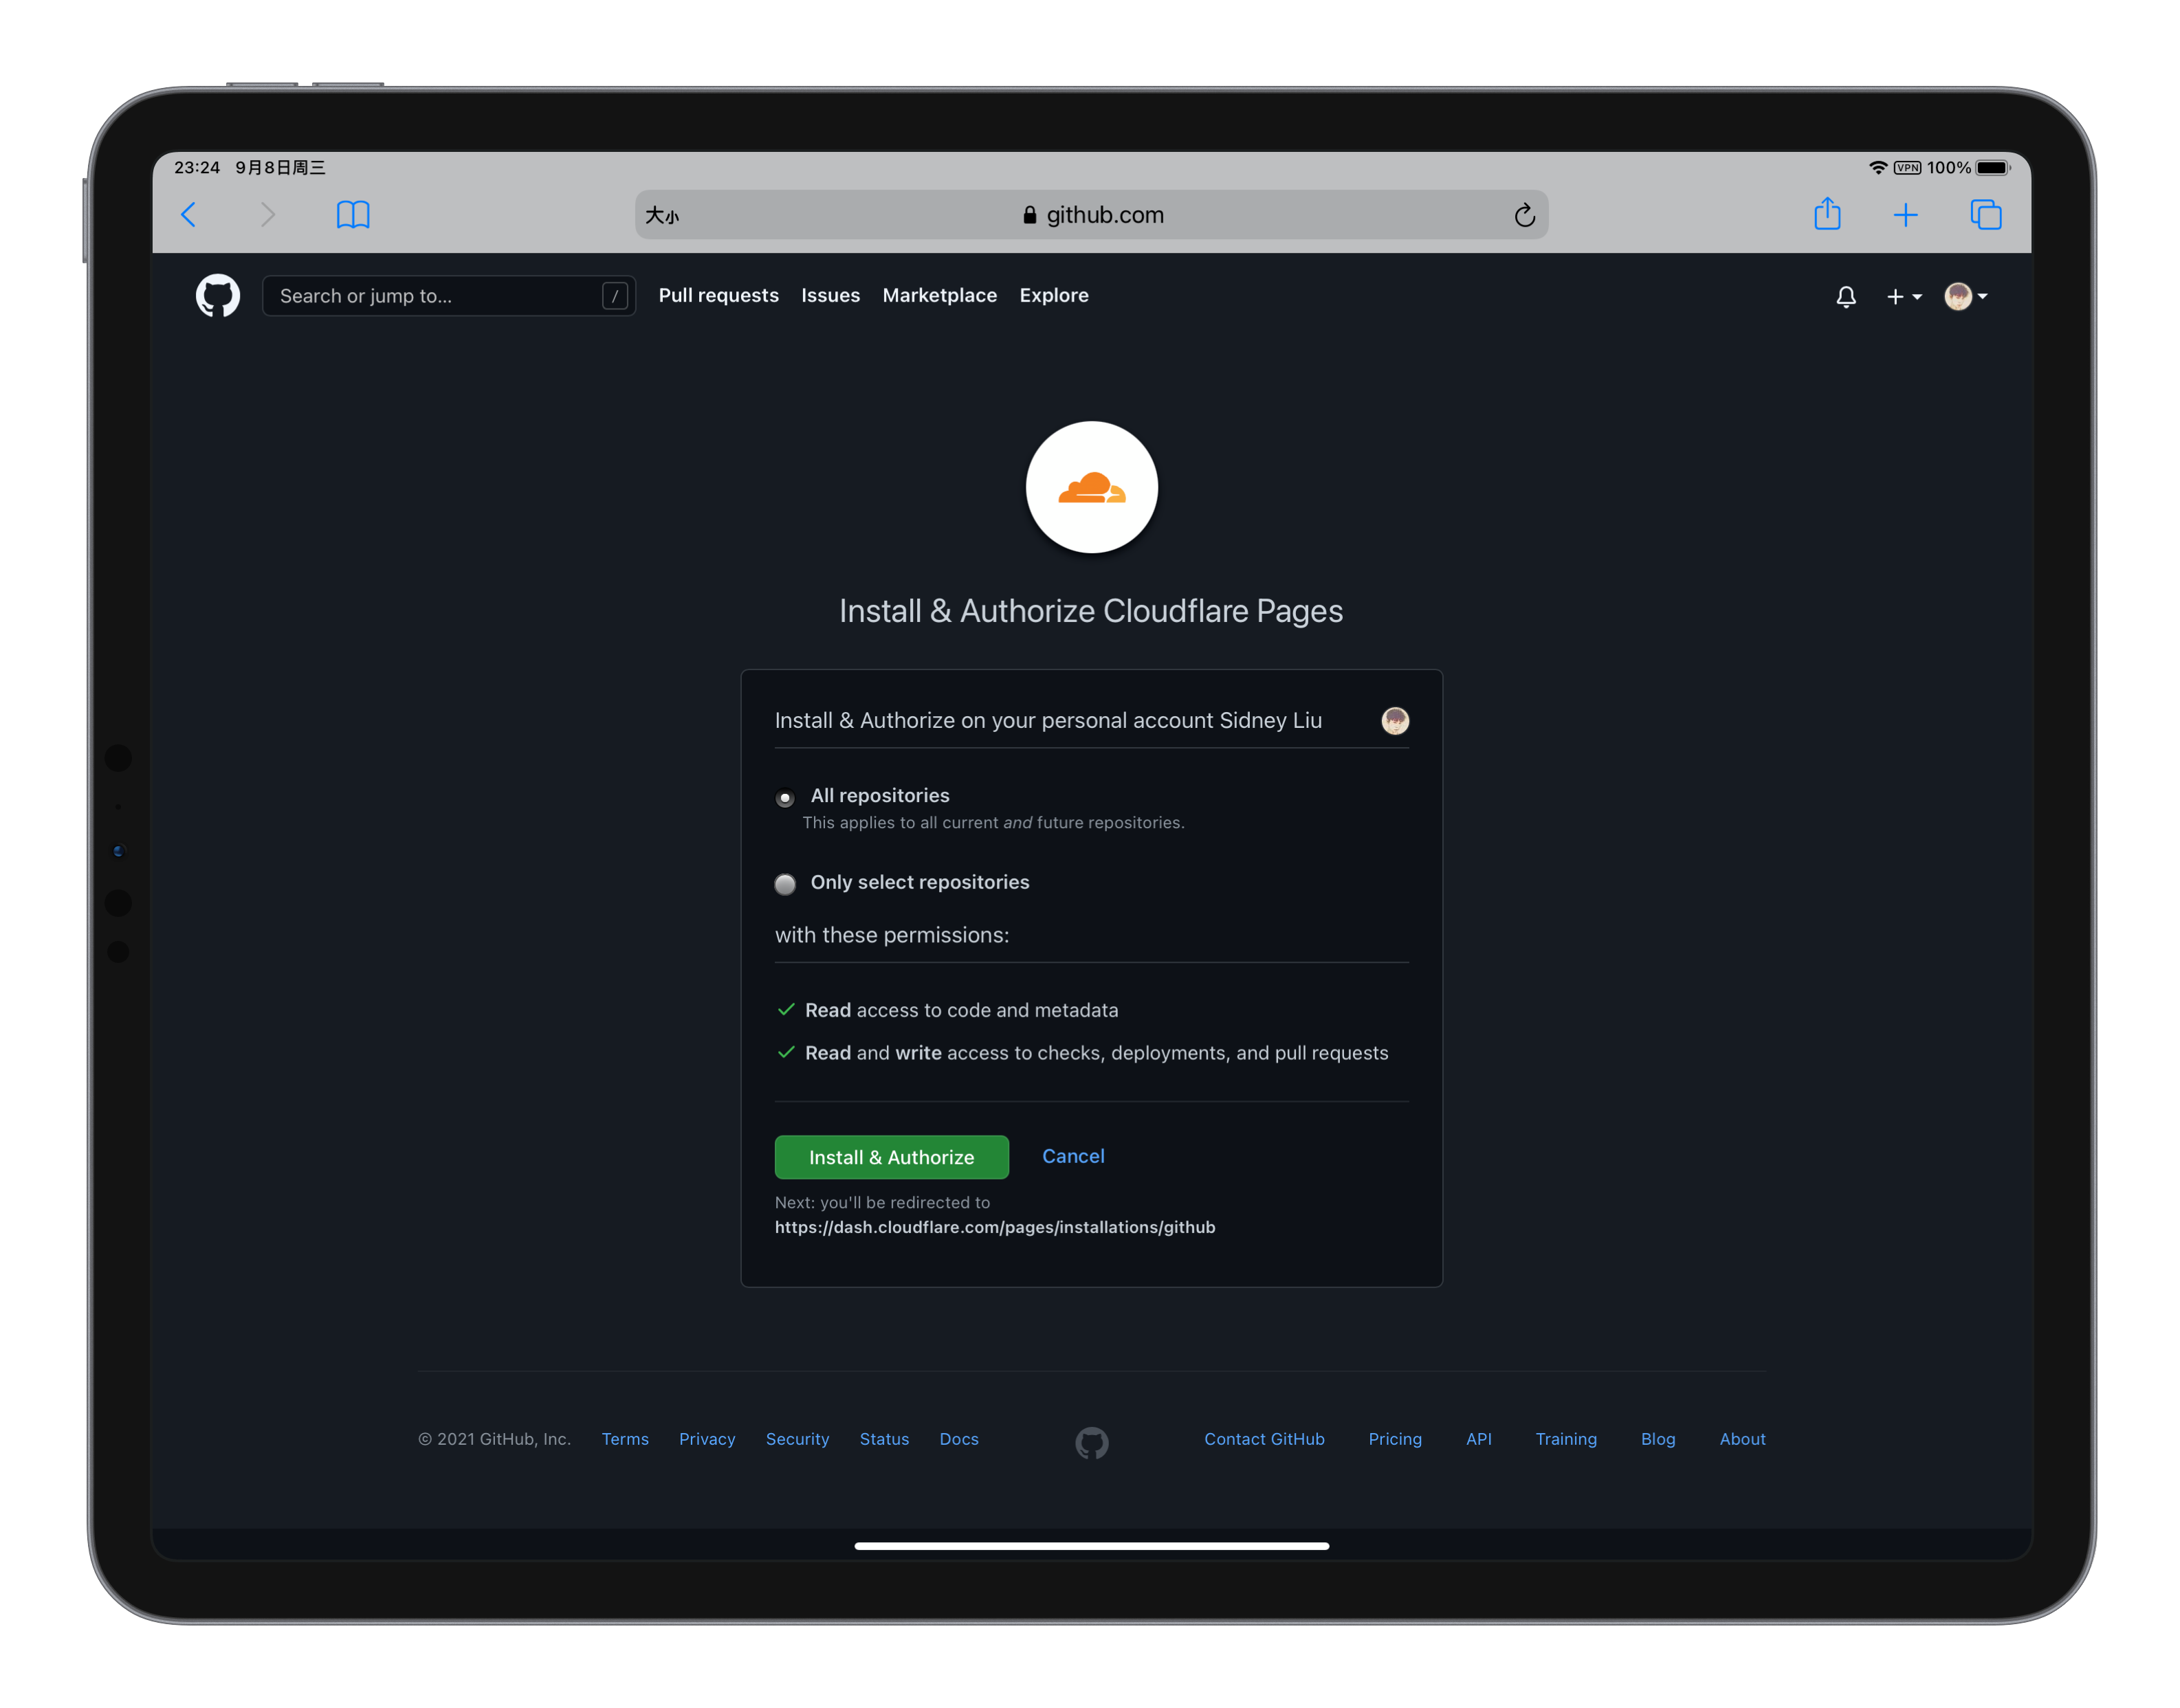 23:24 9月8日周三
VPN 100%
大小 github.com
Search or jump to... / Pull requests Issues Marketplace Explore
Install & Authorize Cloudflare Pages
Install & Authorize on your personal account Sidney Liu
All repositories
This applies to all current and future repositories.
Only select repositories
with these permissions:
Read access to code and metadata
Read and write access to checks, deployments, and pull requests
Install & Authorize Cancel
Next: you'll be redirected to
https://dash.cloudflare.com/pages/installations/github
© 2021 GitHub, Inc. Terms Privacy Security Status Docs Contact GitHub Pricing API Training Blog About